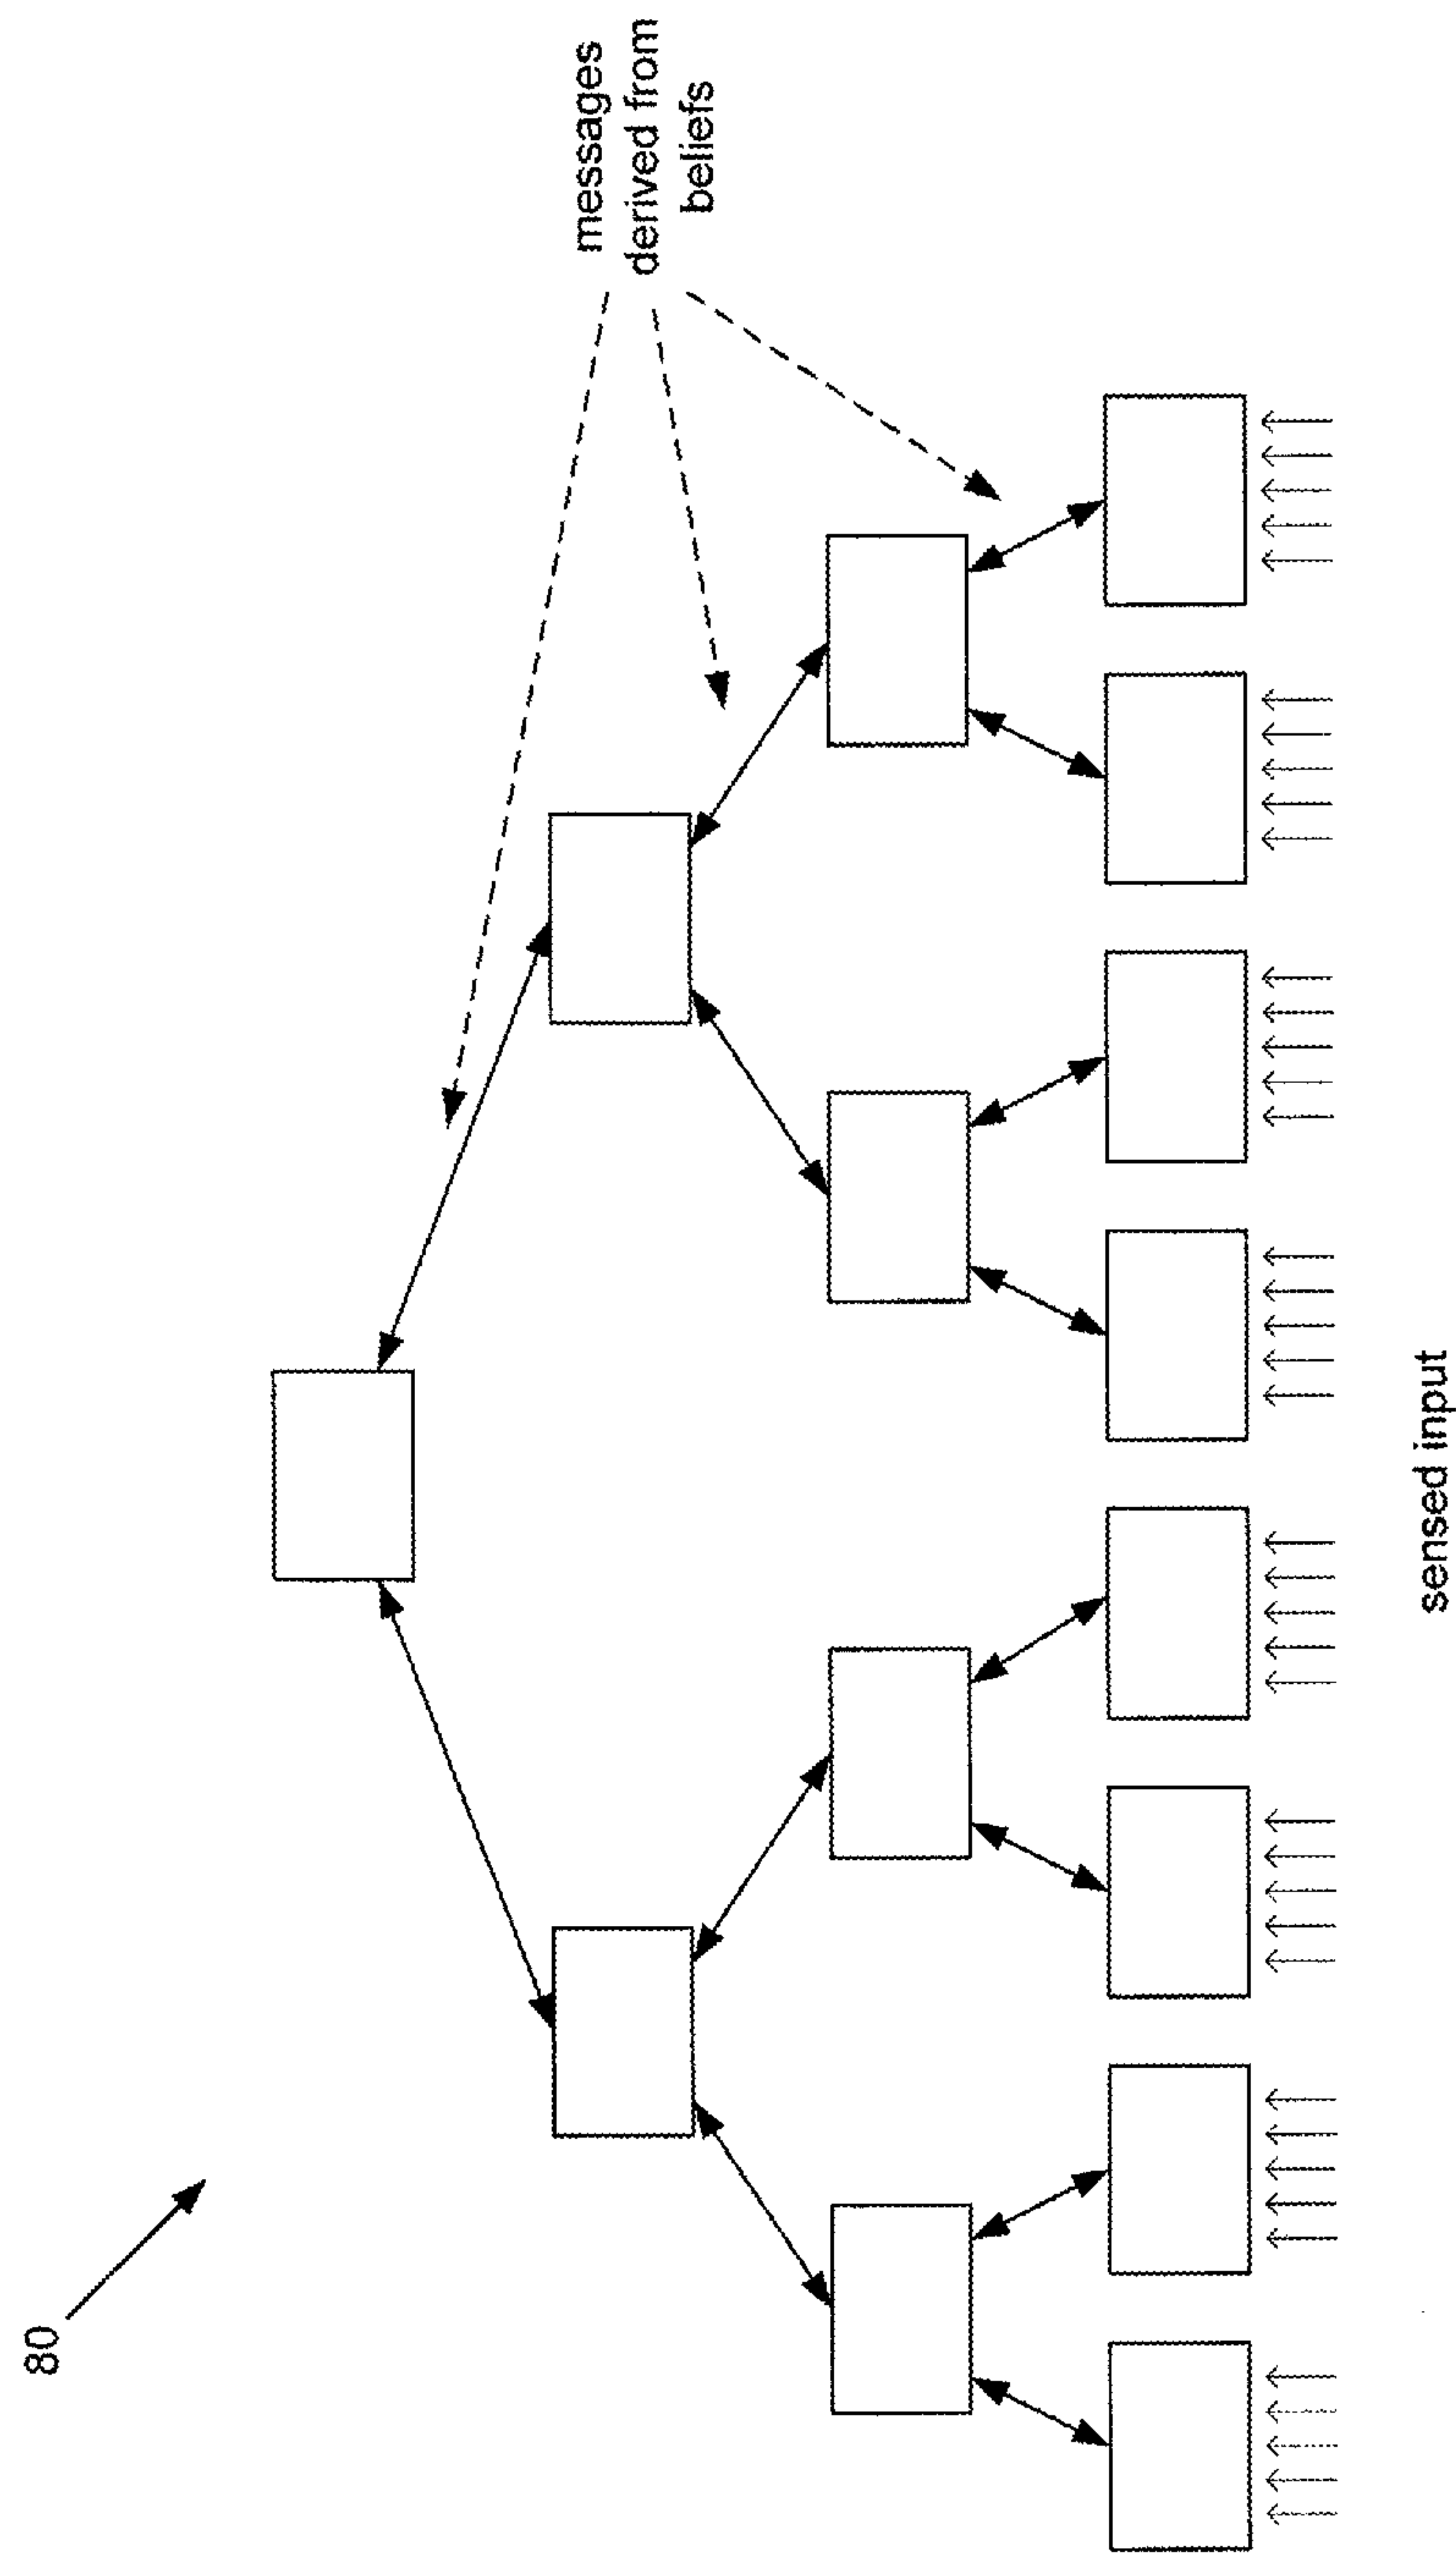 80
messages
derived from
beliefs
sensed input